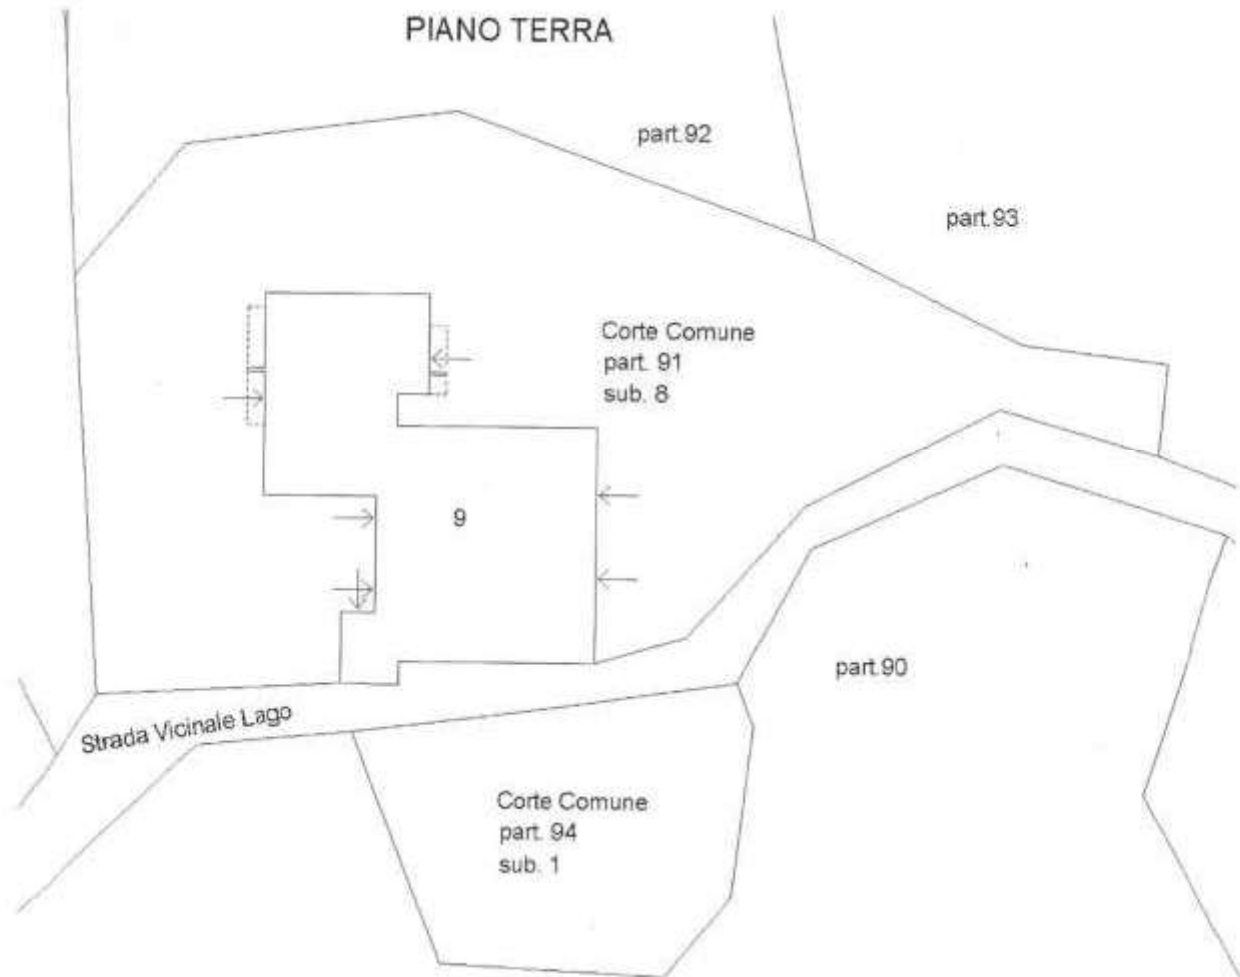 PIANO TERRA
part.92
part.93
Corte Comune
part. 91
sub. 8
9
part.90
Strada Vicinale Lago
Corte Comune
part. 94
sub. 1